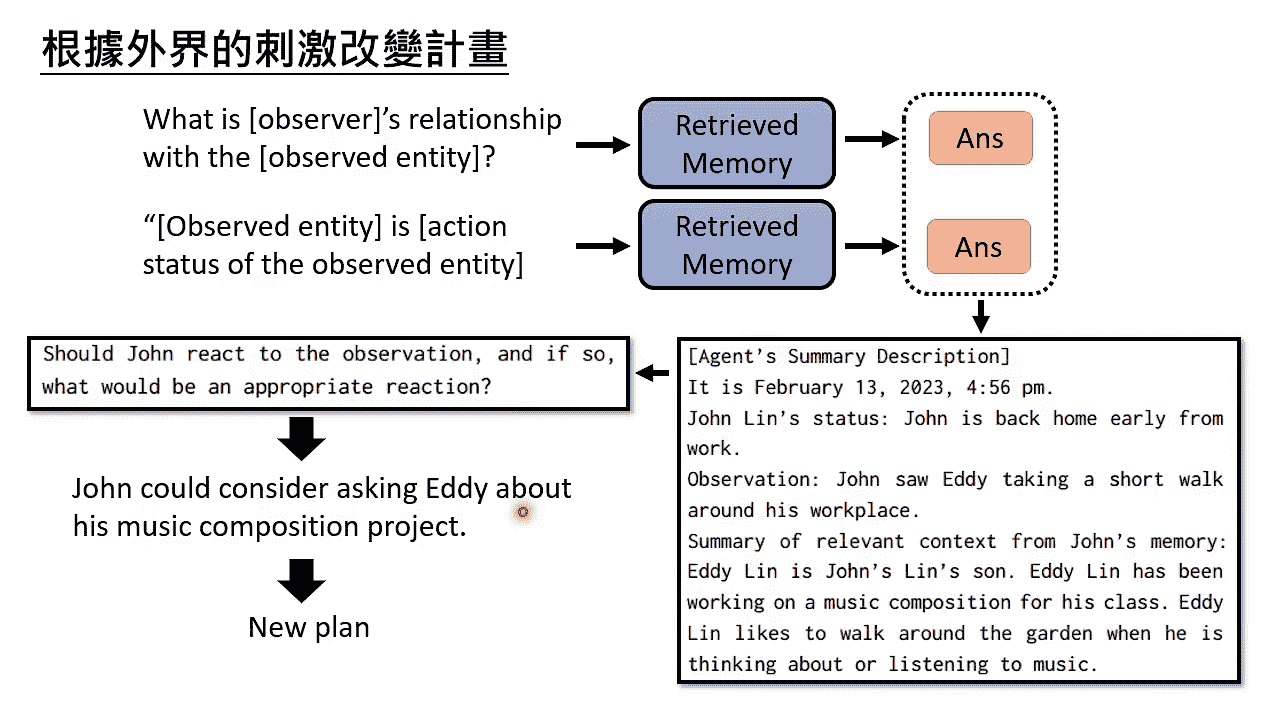 根據外界的刺激改變計畫
What is [observer]’s relationship
with the [observed entity]?
Retrieved
Memory
Ans
“[Observed entity] is [action
status of the observed entity]
Retrieved
Memory
Ans
[Agent’s Summary Description]
It is February 13, 2023, 4:56 pm.
John Lin’s status: John is back home early from
work.
Observation: John saw Eddy taking a short walk
around his workplace.
Summary of relevant context from John’s memory:
Eddy Lin is John’s Lin’s son. Eddy Lin has been
working on a music composition for his class. Eddy
Lin likes to walk around the garden when he is
thinking about or listening to music.
Should John react to the observation, and if so,
what would be an appropriate reaction?
John could consider asking Eddy about
his music composition project.
New plan